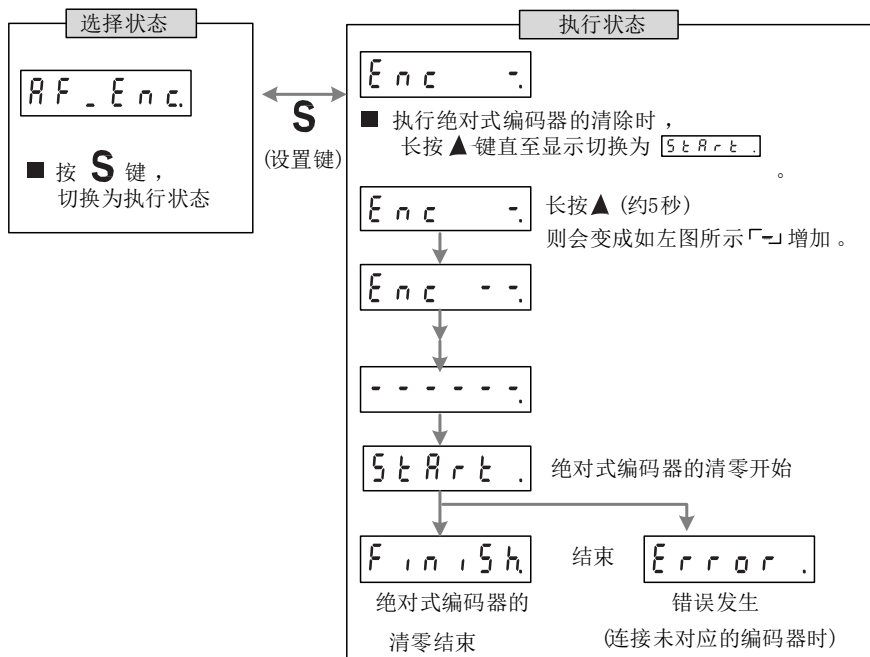 选择状态
AF_Enc.
■ 按 S 键，
切换为执行状态
S
(设置键)
执行状态
Enc -.
■ 执行绝对式编码器的清除时，
长按▲键直至显示切换为 StArt .
。
Enc -.
长按▲ (约5秒)
则会变成如左图所示「-」增加。
Enc --.
------.
StArt .
绝对式编码器的清零开始
FiniSh.
结束
Error .
绝对式编码器的
清零结束
错误发生
(连接未对应的编码器时)